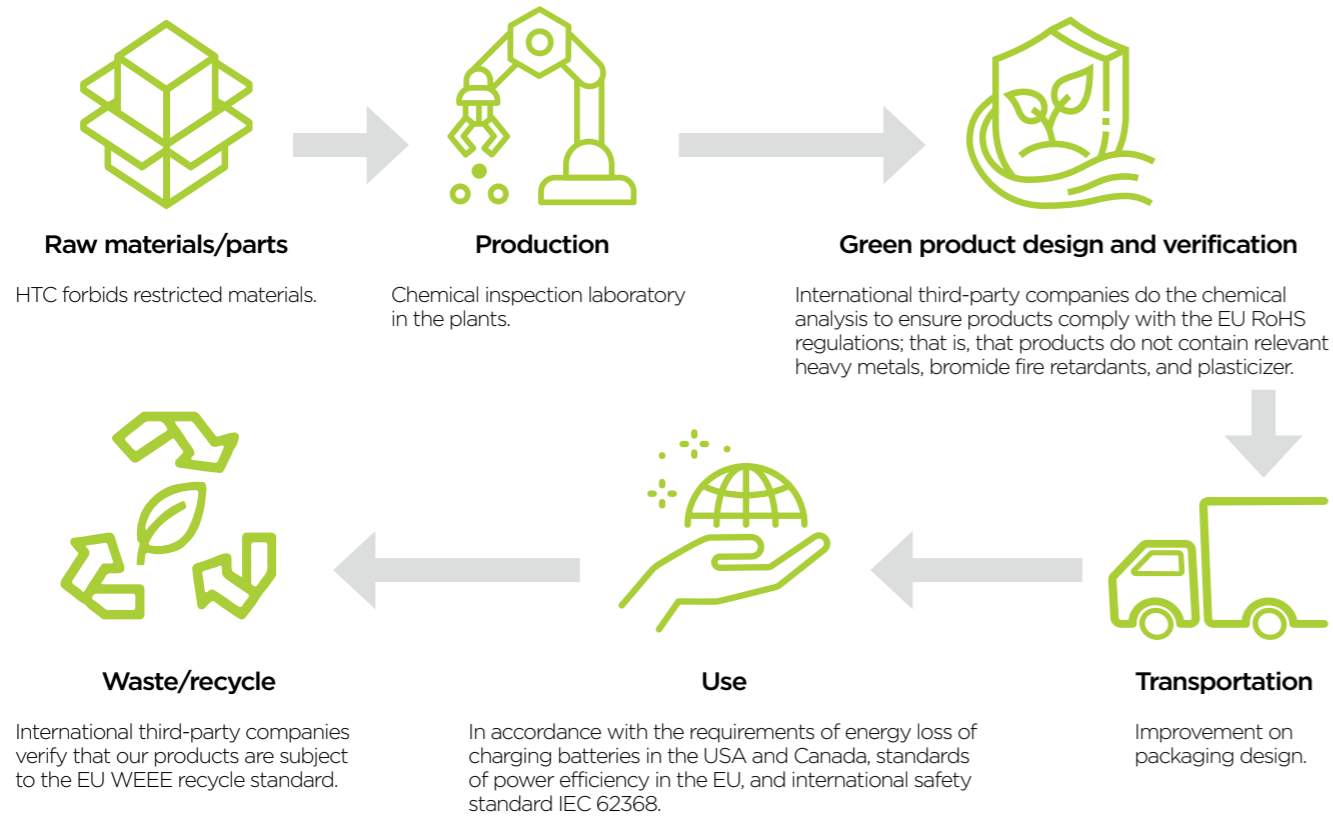 Raw materials/parts
HTC forbids restricted materials.
Production
Chemical inspection laboratory
in the plants.
Green product design and verification
International third-party companies do the chemical
analysis to ensure products comply with the EU RoHS
regulations; that is, that products do not contain relevant
heavy metals, bromide fire retardants, and plasticizer.
Transportation
Improvement on
packaging design.
Use
In accordance with the requirements of energy loss of
charging batteries in the USA and Canada, standards
of power efficiency in the EU, and international safety
standard IEC 62368.
Waste/recycle
International third-party companies
verify that our products are subject
to the EU WEEE recycle standard.